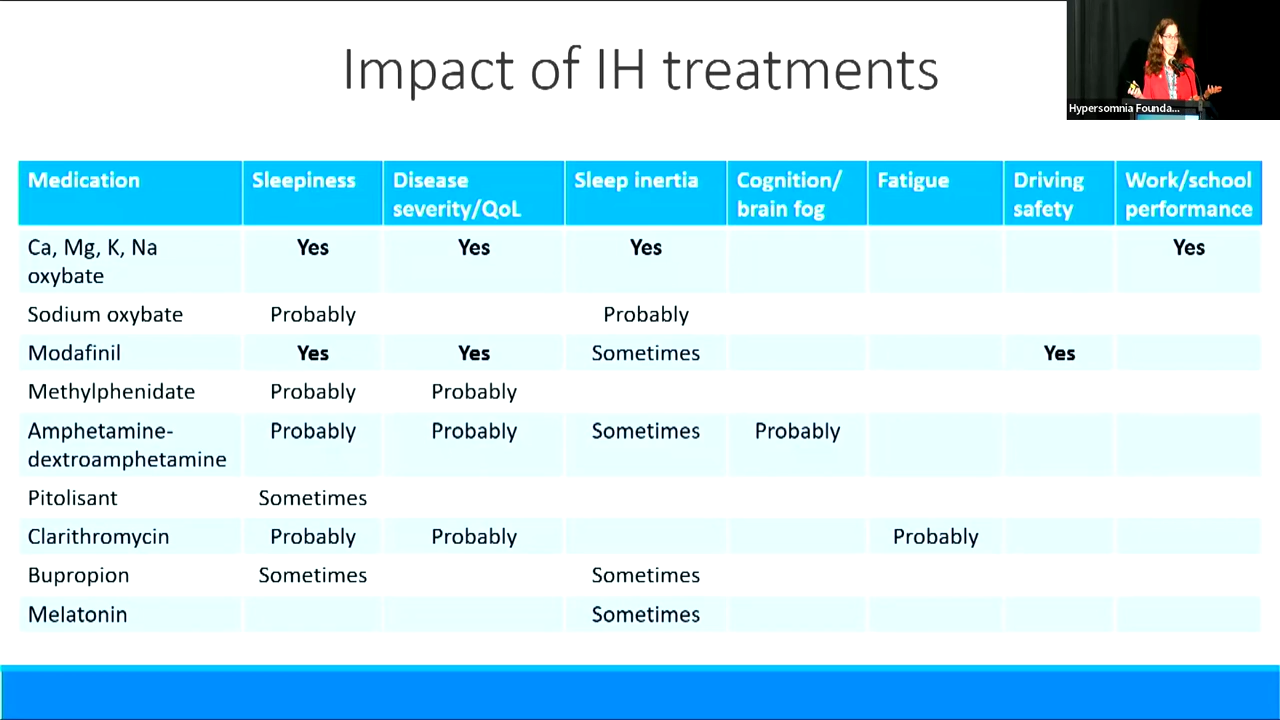 Impact of IH treatments
Hypersomnia Founda...
Medication Sleepiness Disease severity/QoL Sleep inertia Cognition/ brain fog Fatigue Driving safety Work/school performance
Ca, Mg, K, Na oxybate Yes Yes Yes Yes
Sodium oxybate Probably Probably
Modafinil Yes Yes Sometimes Yes
Methylphenidate Probably Probably
Amphetamine-dextroamphetamine Probably Probably Sometimes Probably
Pitolisant Sometimes
Clarithromycin Probably Probably Probably
Bupropion Sometimes Sometimes
Melatonin Sometimes